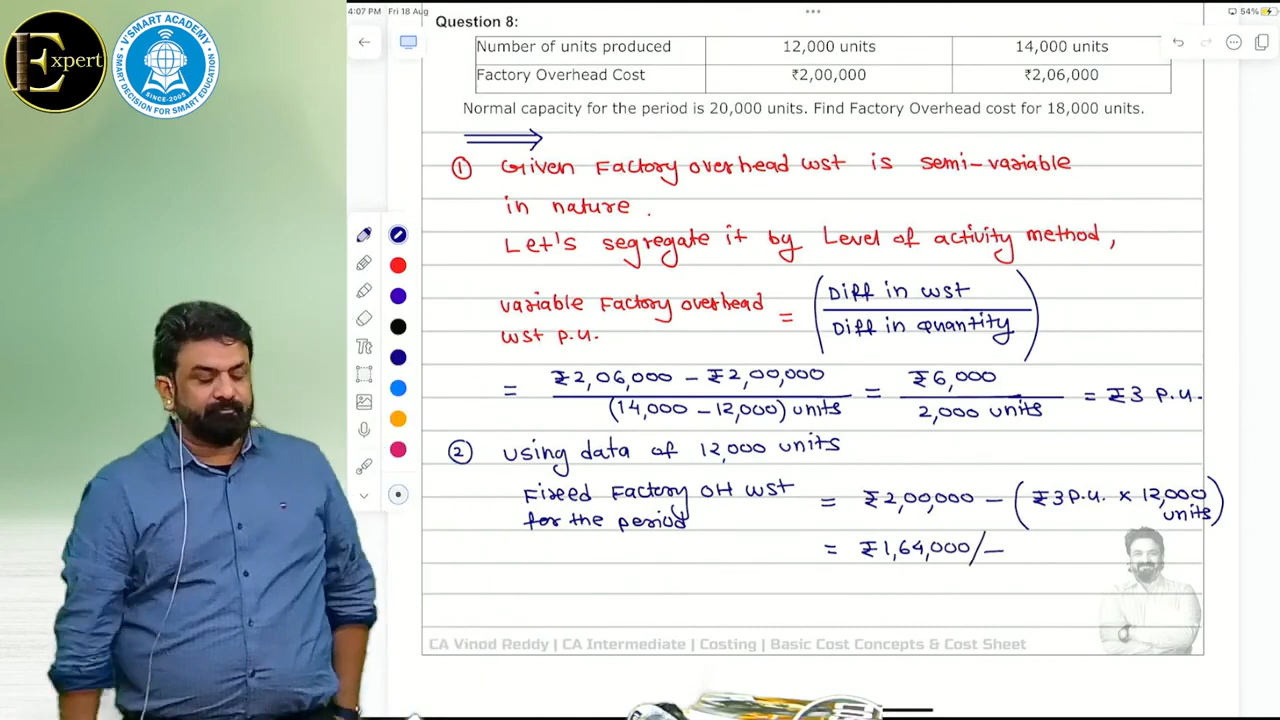 4:07 PM Fri 18 Aug
54%
Expert
V'SMART ACADEMY
SINCE-2005
SMART DECISION FOR SMART EDUCATION
Question 8:
Number of units produced 12,000 units 14,000 units
Factory Overhead Cost ₹2,00,000 ₹2,06,000
Normal capacity for the period is 20,000 units. Find Factory Overhead cost for 18,000 units.
① Given Factory overhead cost is semi-variable
in nature.
Let's segregate it by Level of activity method,
variable Factory overhead
cost p.u. = (Diff in cost / Diff in quantity)
= ₹2,06,000 - ₹2,00,000 / (14,000 - 12,000) units = ₹6,000 / 2,000 units = ₹3 p.u.
② using data of 12,000 units
Fixeed Factory OH cost
for the period = ₹2,00,000 - (₹3 p.u. x 12,000 units)
= ₹1,64,000/-
CA Vinod Reddy | CA Intermediate | Costing | Basic Cost Concepts & Cost Sheet
Tt